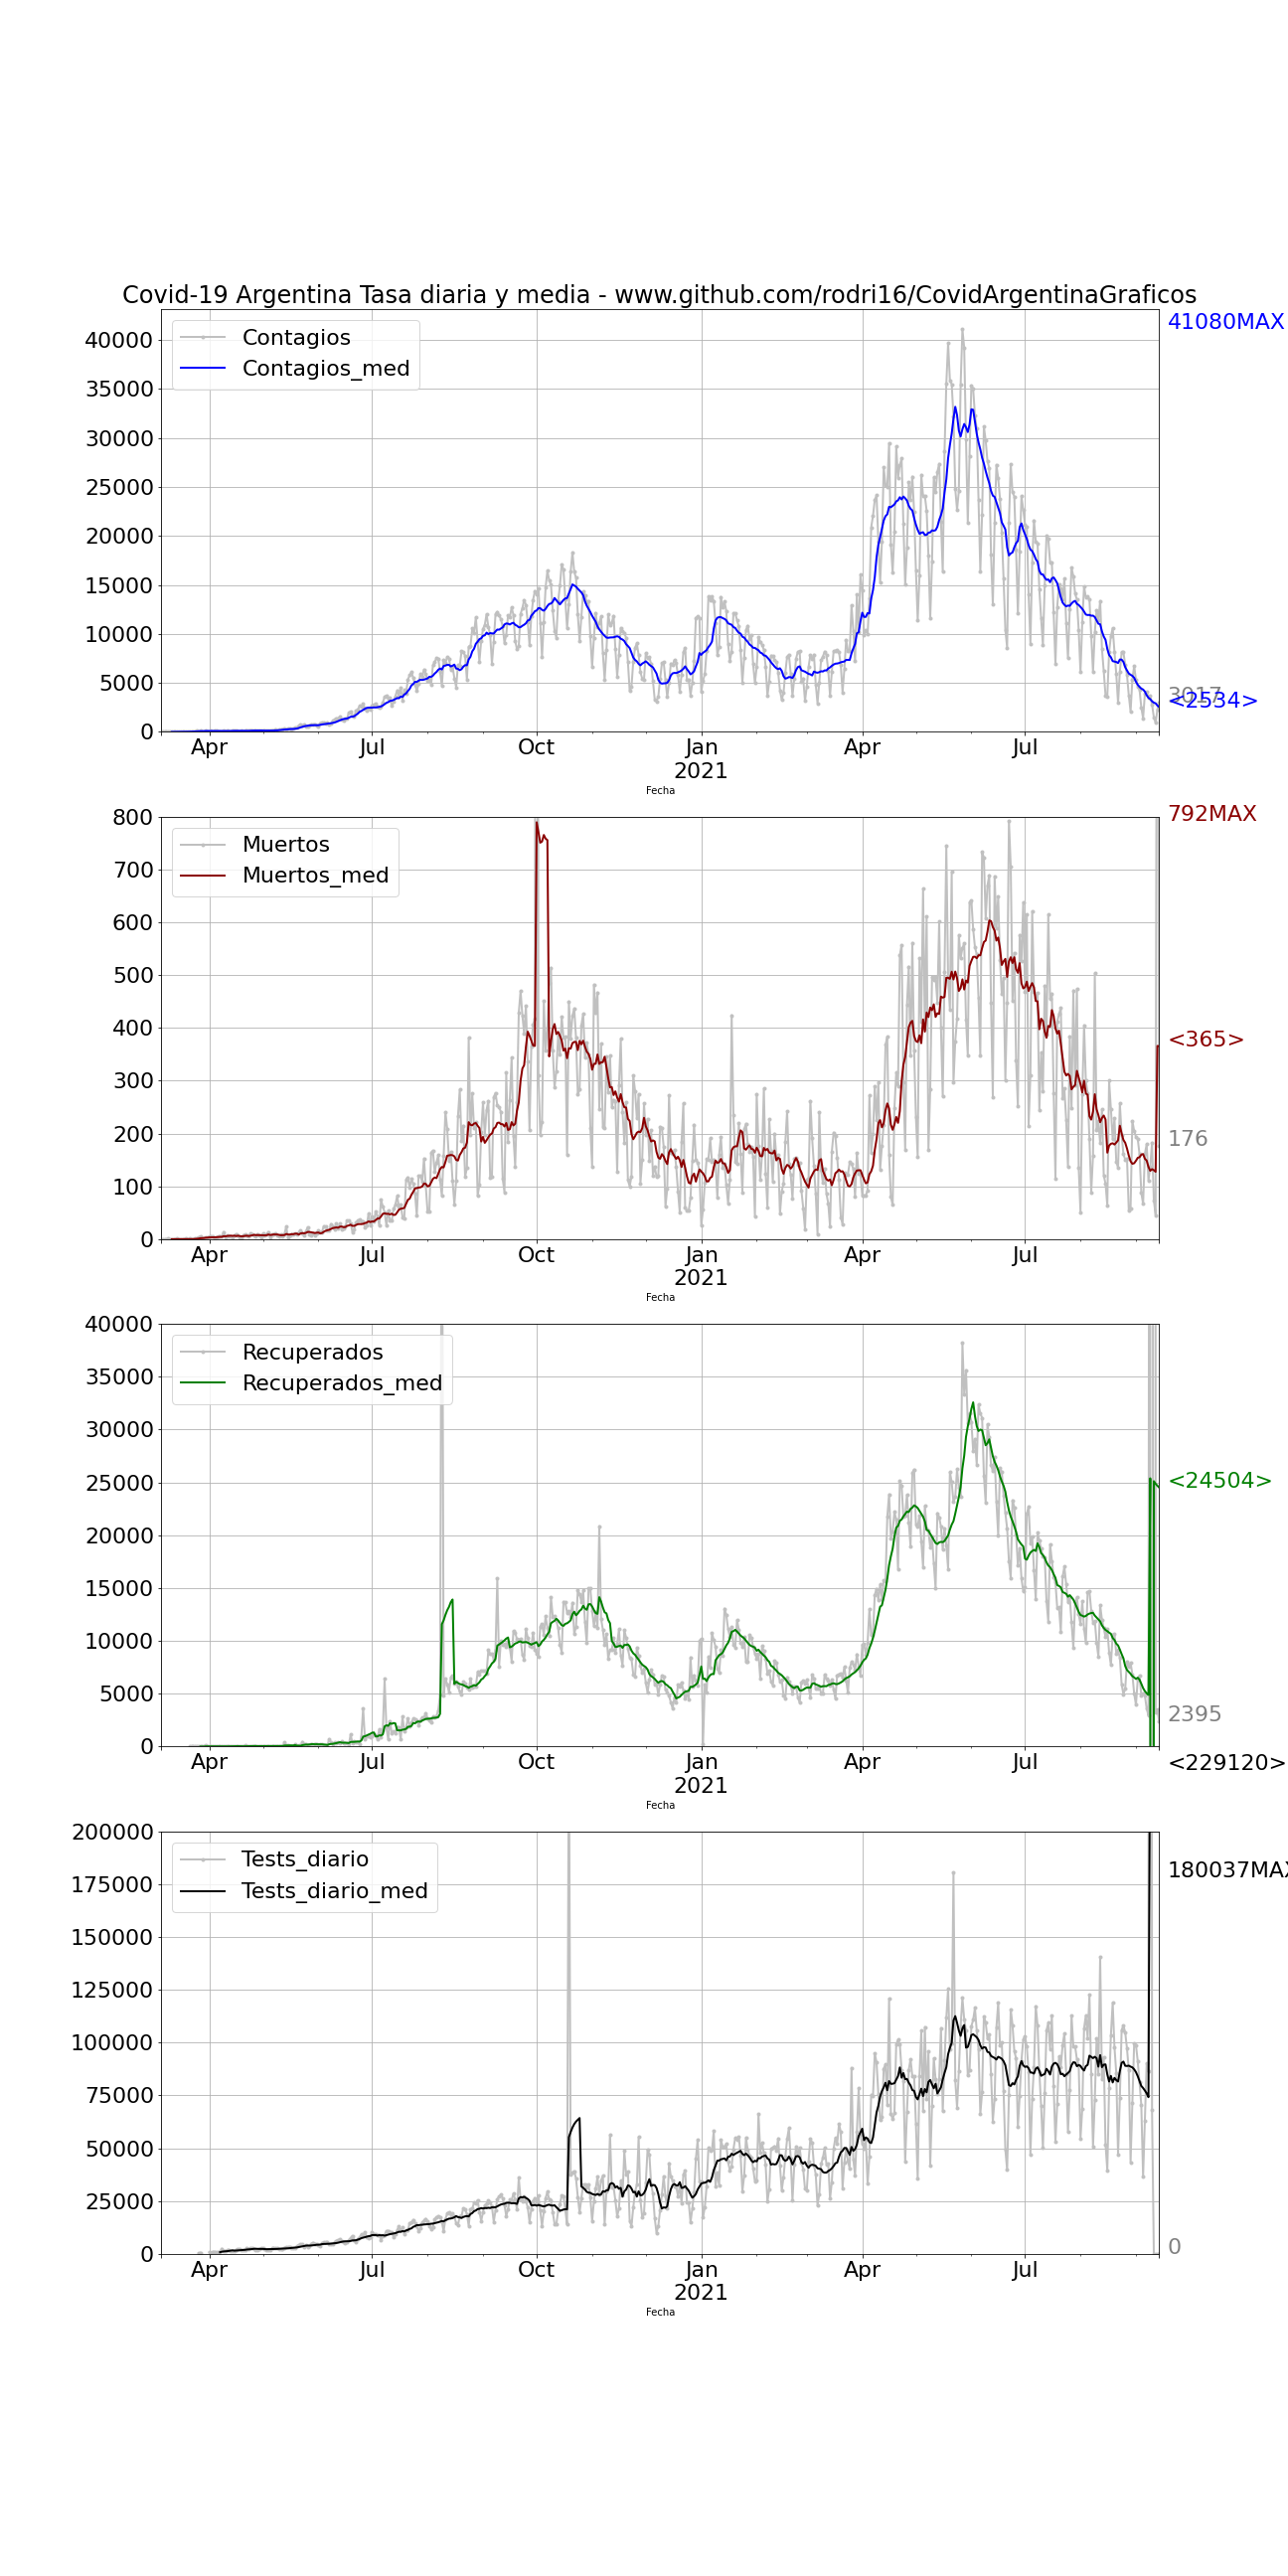 Covid-19 Argentina Tasa diaria y media - www.github.com/rodri16/CovidArgentinaGraficos
41080MAX
Contagios
Contagios_med
40000
35000
30000
25000
20000
15000
10000
5000
0
3017
<2534>
Apr Jul Oct Jan Apr Jul
2021
Fecha
792MAX
800
Muertos
Muertos_med
700
600
500
400
300
200
100
0
<365>
176
Apr Jul Oct Jan Apr Jul
2021
Fecha
40000
Recuperados
Recuperados_med
35000
30000
25000
20000
15000
10000
5000
0
<24504>
2395
<229120>
Apr Jul Oct Jan Apr Jul
2021
Fecha
200000
Tests_diario
Tests_diario_med
180037MAX
175000
150000
125000
100000
75000
50000
25000
0
0
Apr Jul Oct Jan Apr Jul
2021
Fecha